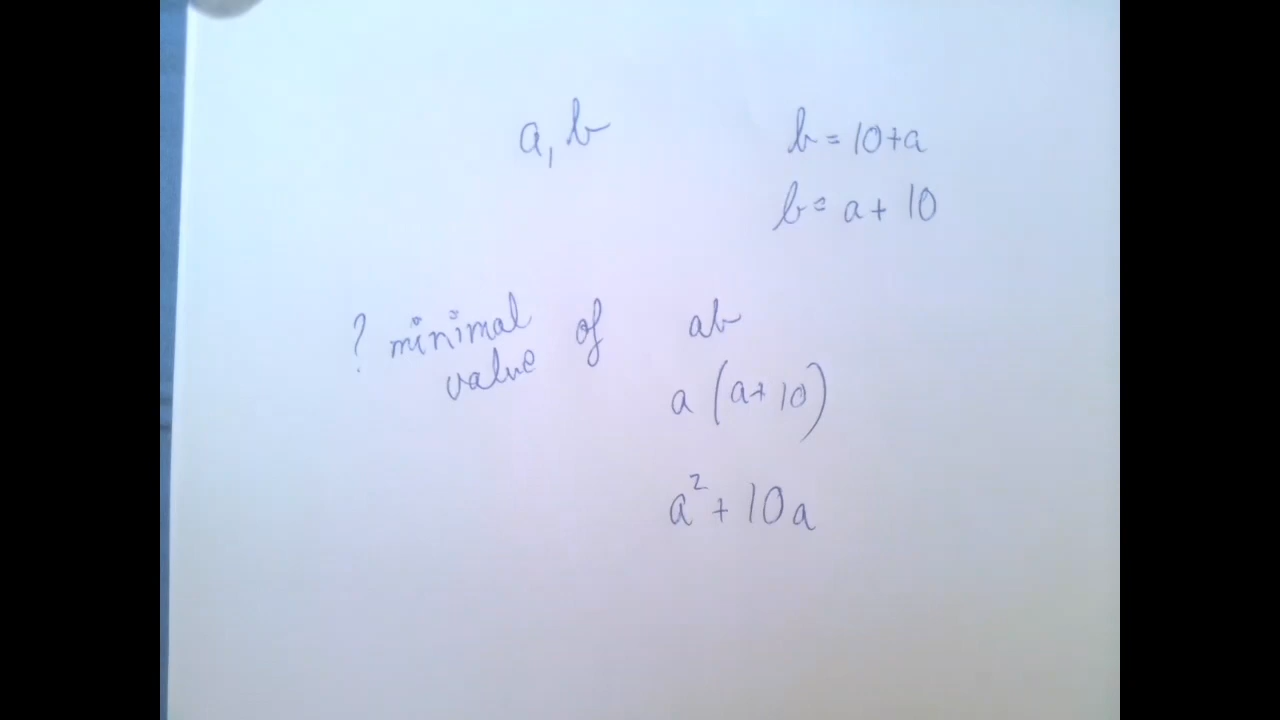 a, b
b = 10+a
b = a + 10
? minimal value of ab
a (a+10)
a² + 10a